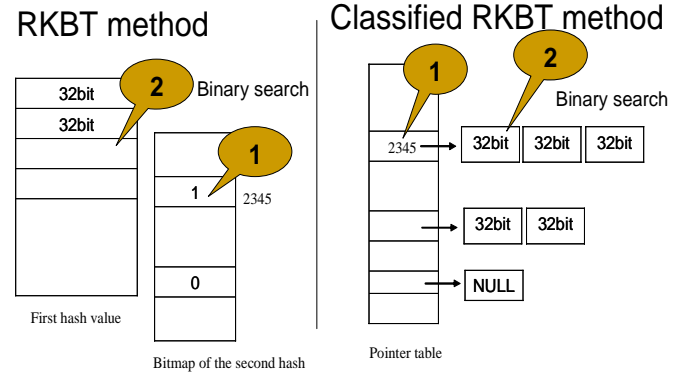 RKBT method
32bit
32bit
2
Binary search
1
1
2345
0
First hash value
Bitmap of the second hash
Classified RKBT method
1
2
Binary search
2345
32bit 32bit 32bit
32bit 32bit
NULL
Pointer table